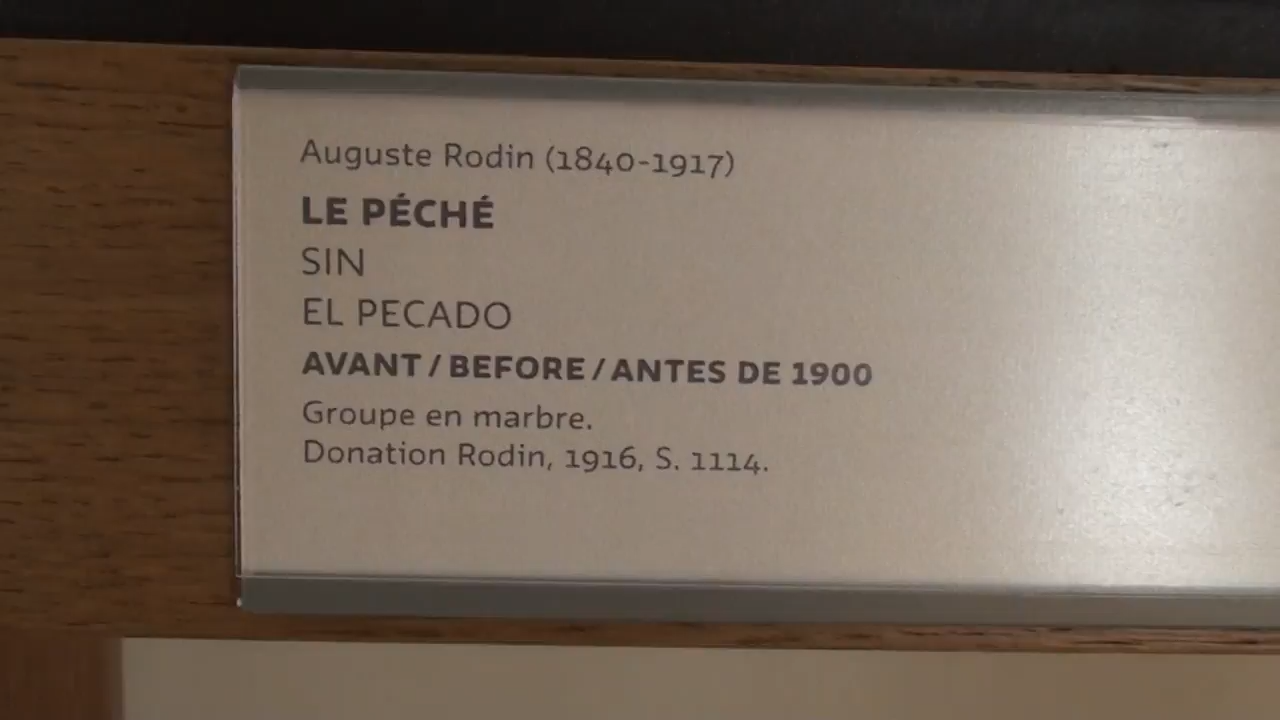 Auguste Rodin (1840-1917)
LE PÉCHÉ
SIN
EL PECADO
AVANT / BEFORE / ANTES DE 1900
Groupe en marbre.
Donation Rodin, 1916, S. 1114.